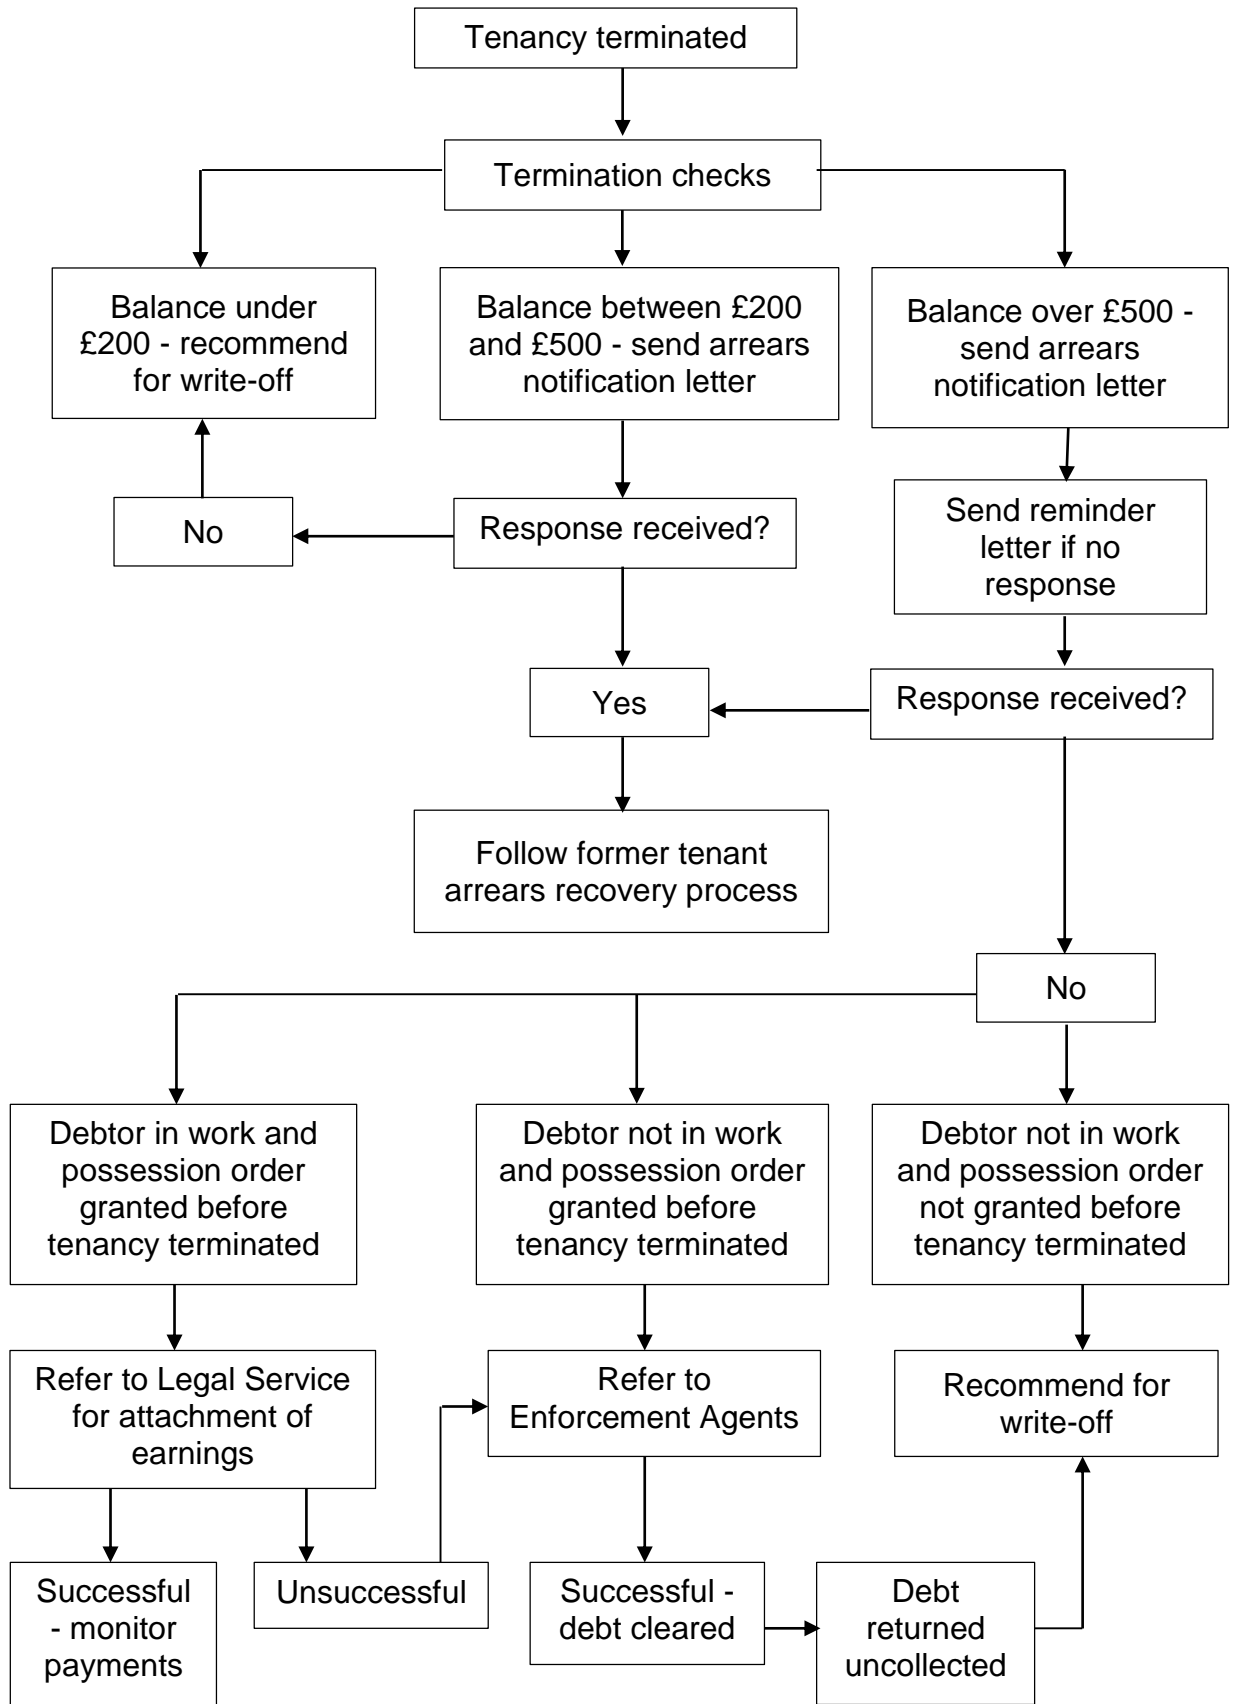 Tenancy terminated
Termination checks
Balance under
£200 - recommend
for write-off
Balance between £200
and £500 - send arrears
notification letter
Balance over £500 -
send arrears
notification letter
No
Response received?
Send reminder
letter if no
response
Yes
Response received?
Follow former tenant
arrears recovery process
No
Debtor in work and
possession order
granted before
tenancy terminated
Debtor not in work
and possession order
granted before
tenancy terminated
Debtor not in work
and possession order
not granted before
tenancy terminated
Refer to Legal Service
for attachment of
earnings
Refer to
Enforcement Agents
Recommend for
write-off
Successful
- monitor
payments
Unsuccessful
Successful -
debt cleared
Debt
returned
uncollected